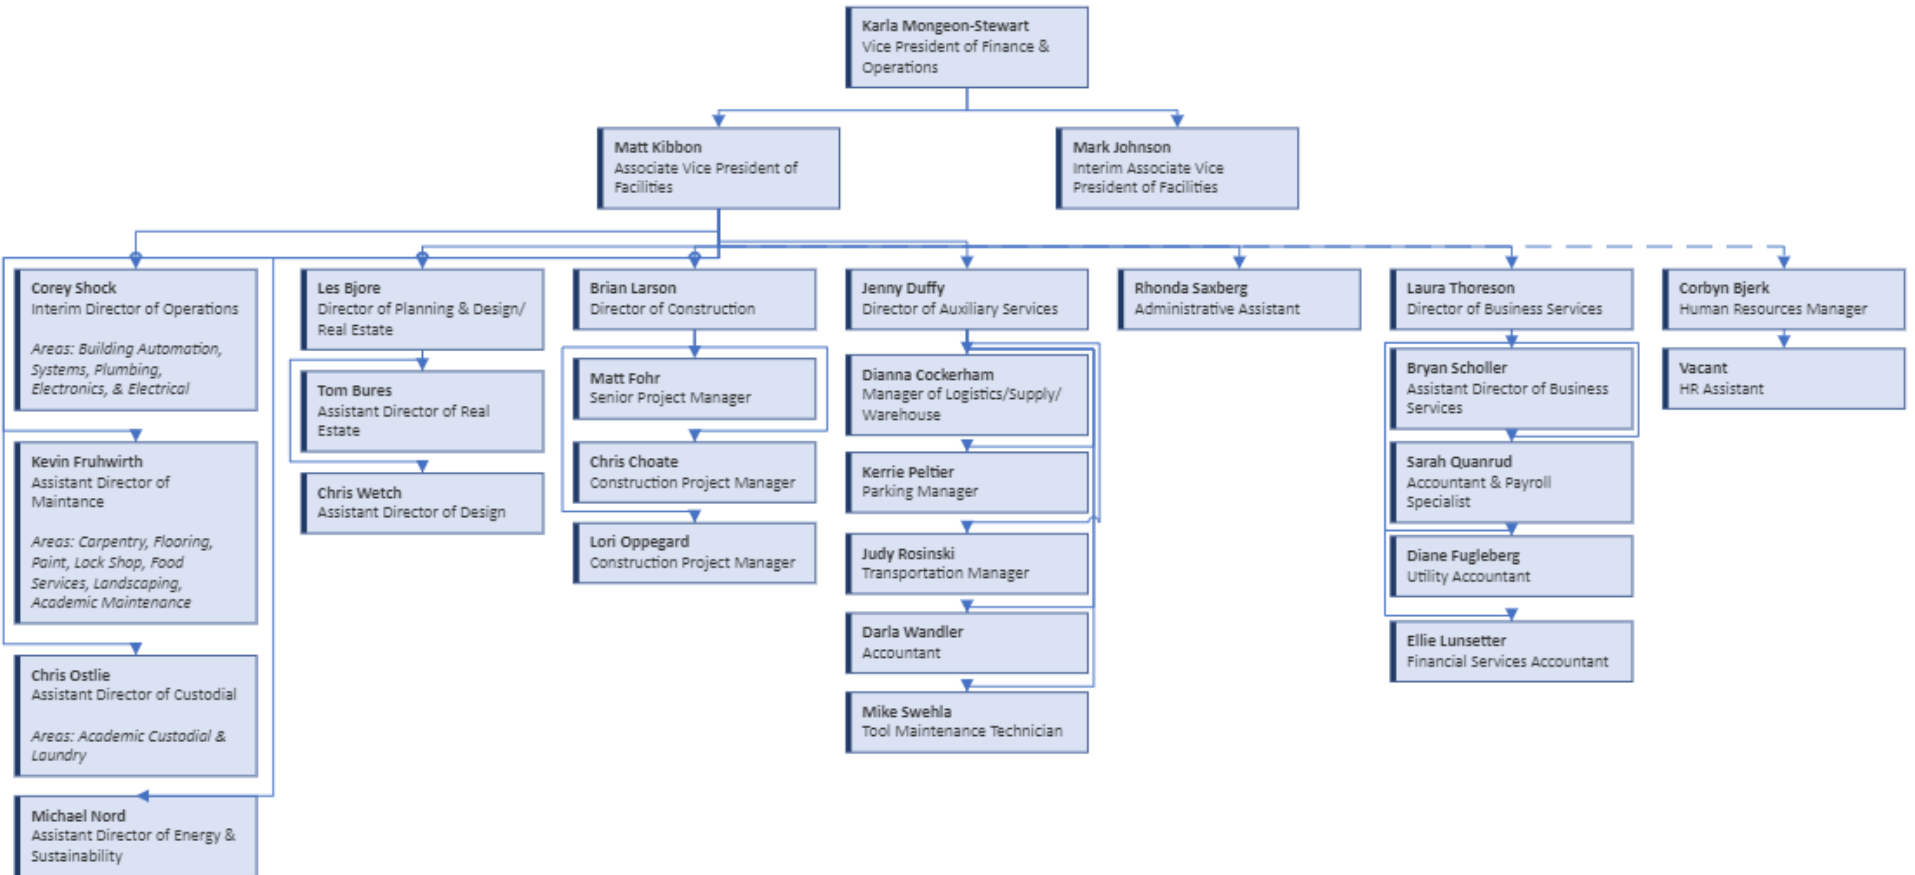 Karla Mongeon-Stewart
Vice President of Finance &
Operations
Matt Kibbon
Associate Vice President of
Facilities
Mark Johnson
Interim Associate Vice
President of Facilities
Corey Shock
Interim Director of Operations
Areas: Building Automation,
Systems, Plumbing,
Electronics, & Electrical
Kevin Fruhwirth
Assistant Director of
Maintance
Areas: Carpentry, Flooring,
Paint, Lock Shop, Food
Services, Landscaping,
Academic Maintenance
Chris Ostlie
Assistant Director of Custodial
Areas: Academic Custodial &
Laundry
Michael Nord
Assistant Director of Energy &
Sustainability
Les Bjore
Director of Planning & Design/
Real Estate
Tom Bures
Assistant Director of Real
Estate
Chris Wetch
Assistant Director of Design
Brian Larson
Director of Construction
Matt Fohr
Senior Project Manager
Chris Choate
Construction Project Manager
Lori Oppegard
Construction Project Manager
Jenny Duffy
Director of Auxiliary Services
Dianna Cockerham
Manager of Logistics/Supply/
Warehouse
Kerrie Peltier
Parking Manager
Judy Rosinski
Transportation Manager
Darla Wandler
Accountant
Mike Swehla
Tool Maintenance Technician
Rhonda Saxberg
Administrative Assistant
Laura Thoreson
Director of Business Services
Bryan Scholler
Assistant Director of Business
Services
Sarah Quanrud
Accountant & Payroll
Specialist
Diane Fugleberg
Utility Accountant
Ellie Lunsetter
Financial Services Accountant
Corbyn Bjerk
Human Resources Manager
Vacant
HR Assistant